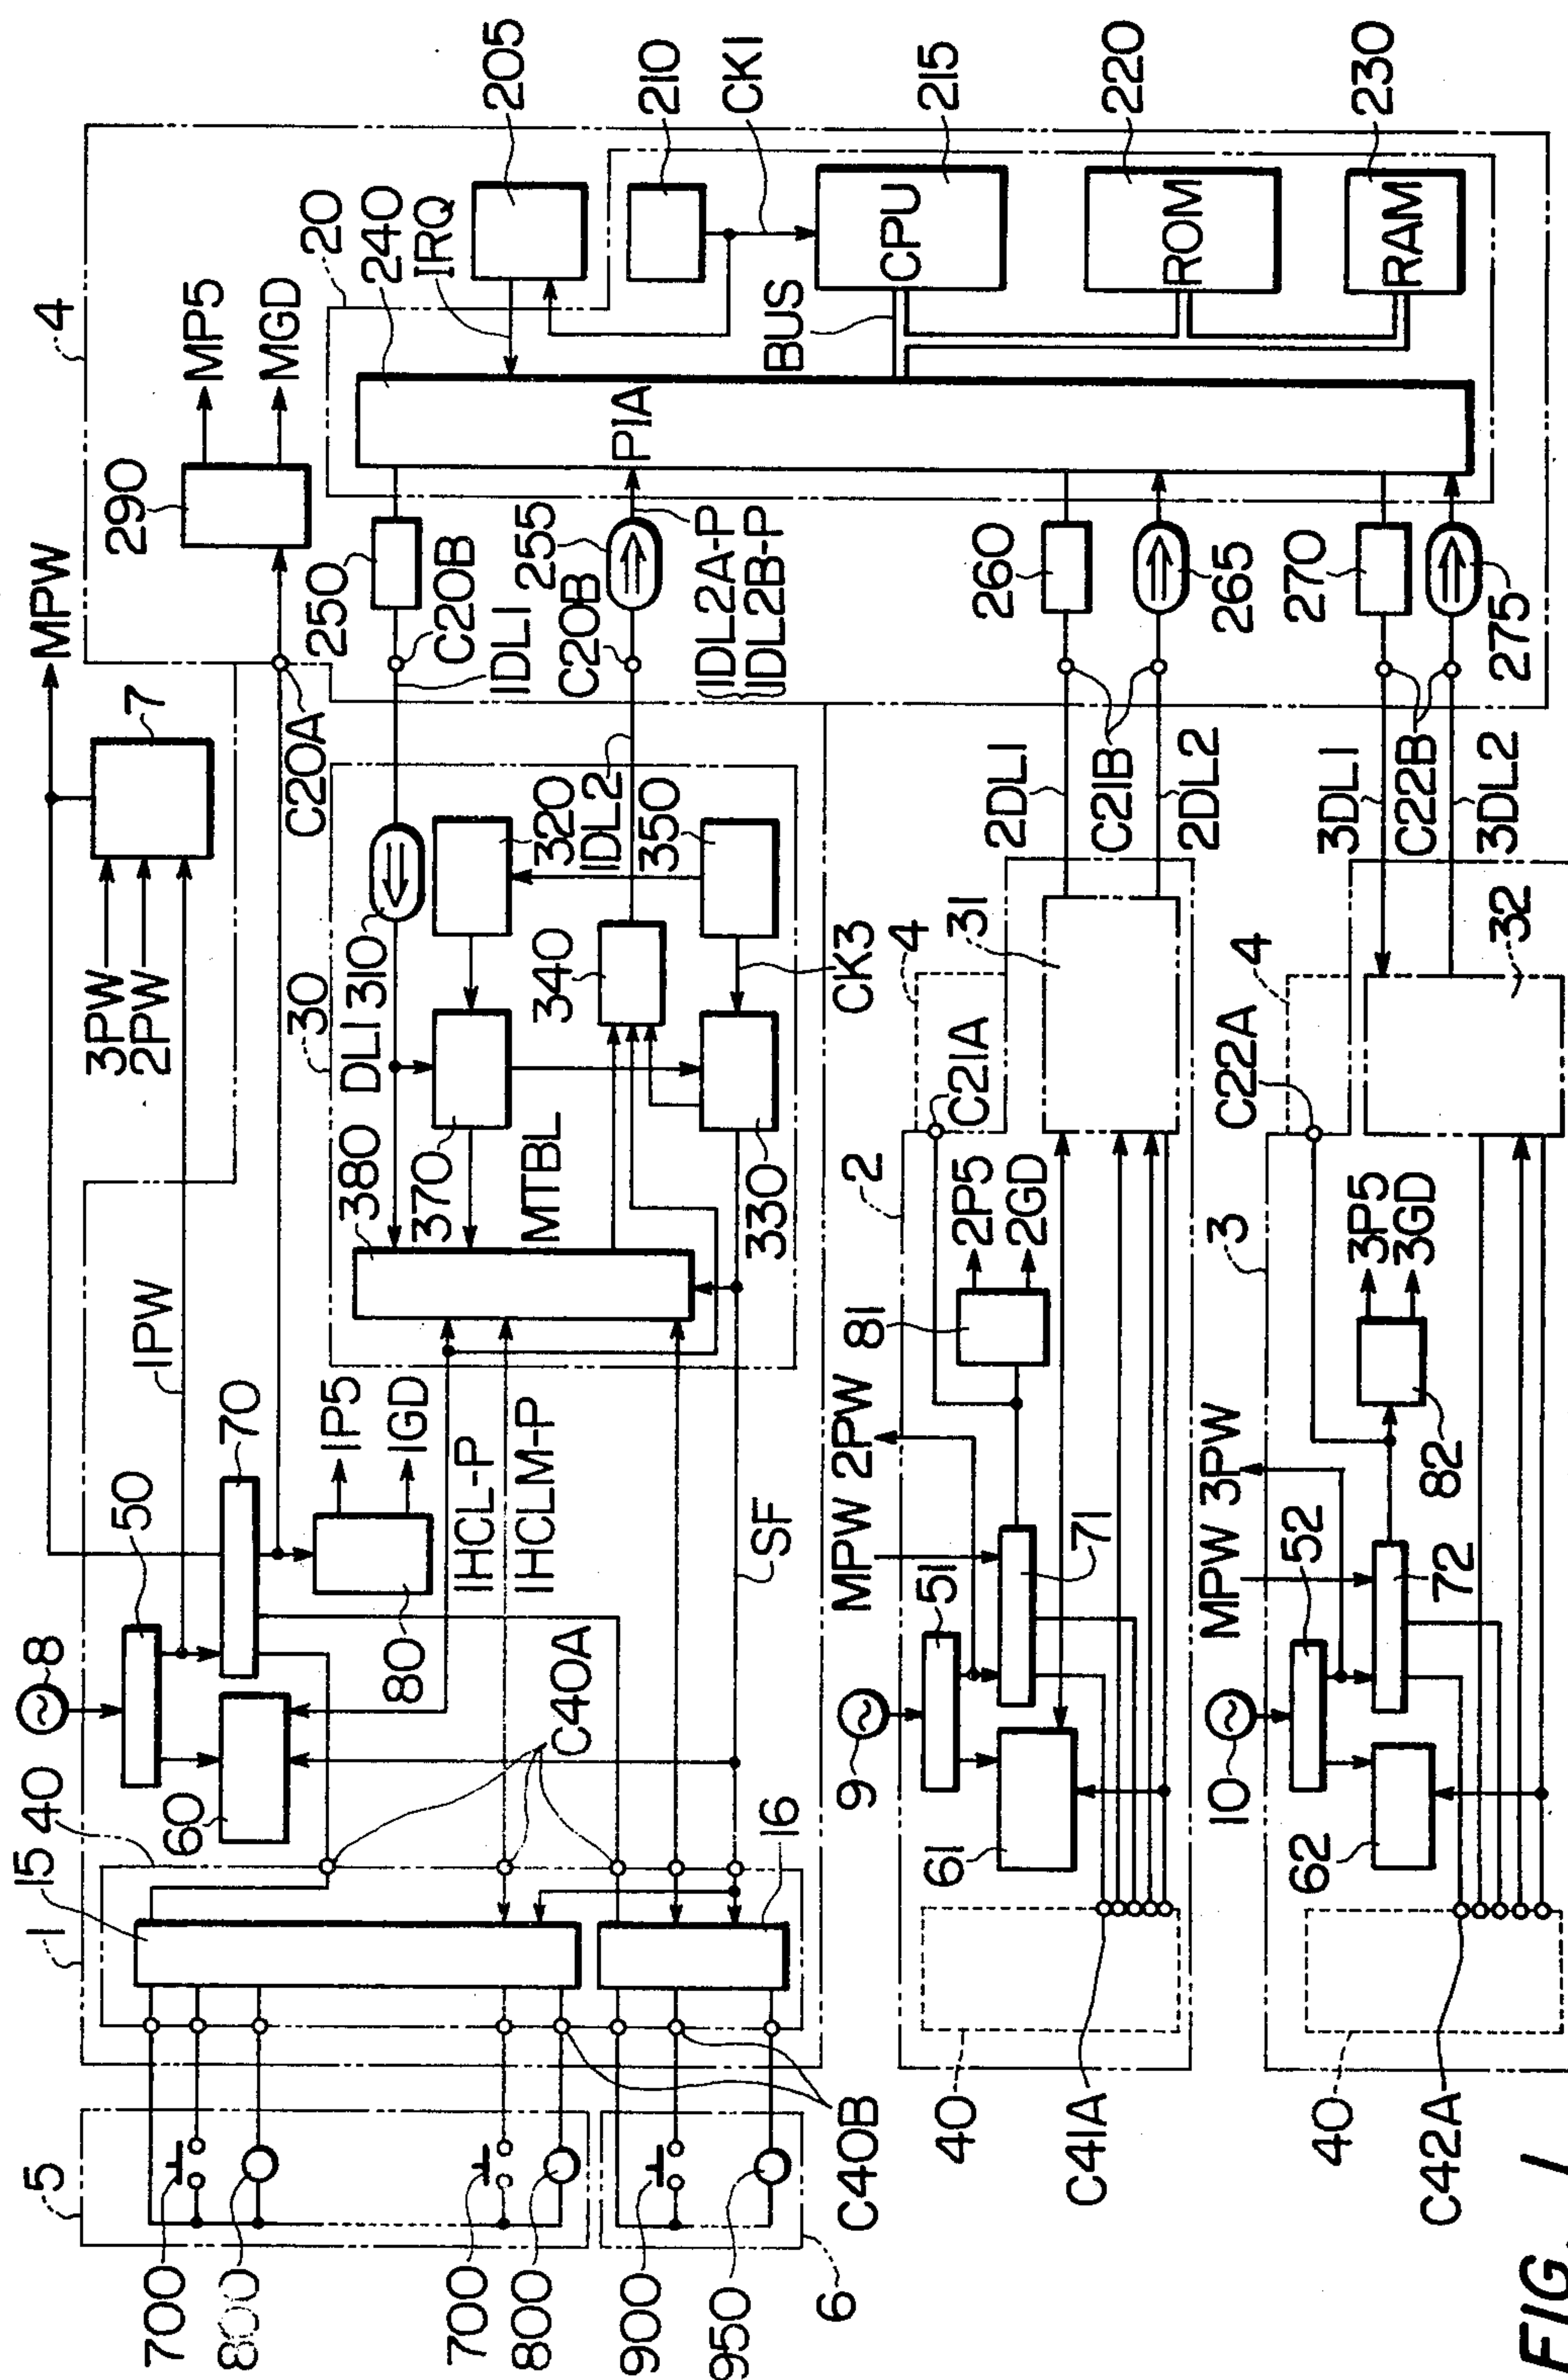 4
MPW
290
MP5
MGD
20
240
IRQ
205
210
CK1
215
220
230
CPU
ROM
RAM
BUS
PIA
3PW
2PW
7
C20A
250
C20B
IDL1
255
C20B
IDL2A-P
IDL2B-P
260
265
270
275
IPW
30
DL1
310
320
IDL2
350
340
CK3
380
370
MTBL
330
2DL1
C21B
2DL2
3DL1
C22B
3DL2
8
50
70
IP5
IGD
80
60
IHCL-P
IHCLM-P
SF
C40A
1
15
40
16
5
700
800
700
800
900
950
6
C40B
2
4
31
C21A
2P5
2GD
81
MPW
2PW
71
51
9
61
40
C41A
3
4
32
C22A
3P5
3GD
82
MPW
3PW
72
52
10
62
40
C42A
FIG. 1